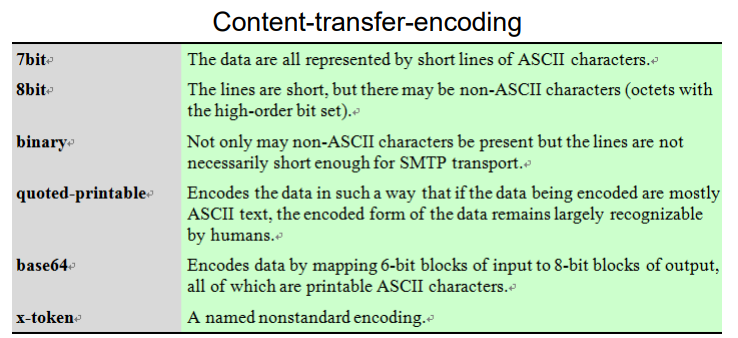 Content-transfer-encoding
7bit The data are all represented by short lines of ASCII characters.
8bit The lines are short, but there may be non-ASCII characters (octets with
the high-order bit set).
binary Not only may non-ASCII characters be present but the lines are not
necessarily short enough for SMTP transport.
quoted-printable Encodes the data in such a way that if the data being encoded are mostly
ASCII text, the encoded form of the data remains largely recognizable
by humans.
base64 Encodes data by mapping 6-bit blocks of input to 8-bit blocks of output,
all of which are printable ASCII characters.
x-token A named nonstandard encoding.